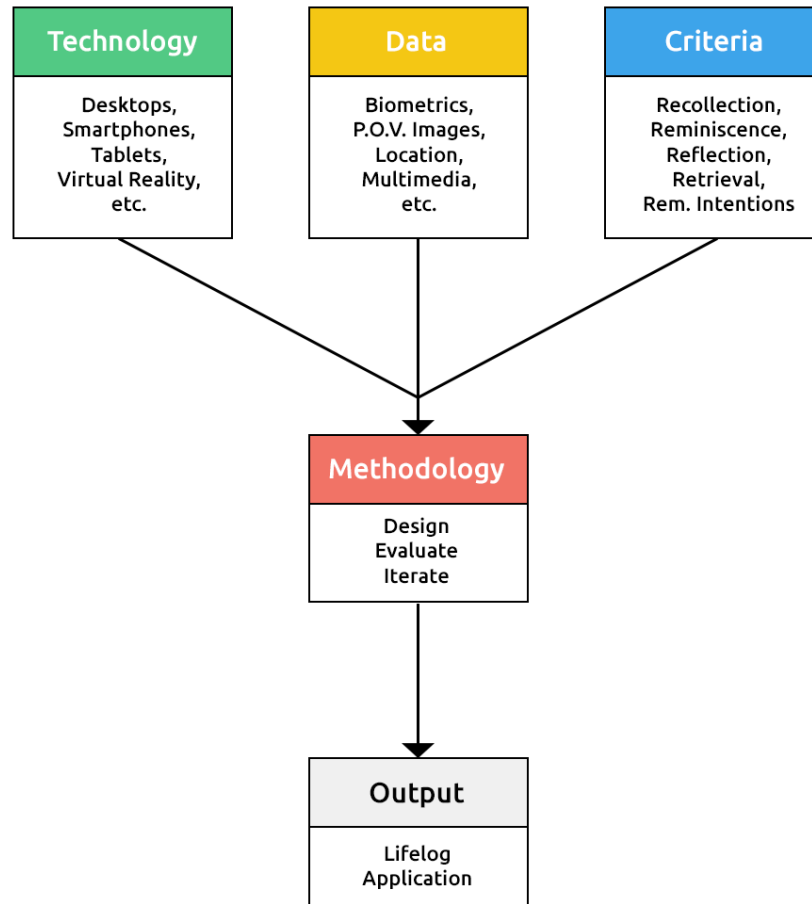 Technology
Desktops,
Smartphones,
Tablets,
Virtual Reality,
etc.
Data
Biometrics,
P.O.V. Images,
Location,
Multimedia,
etc.
Criteria
Recollection,
Reminiscence,
Reflection,
Retrieval,
Rem. Intentions
Methodology
Design
Evaluate
Iterate
Output
Lifelog
Application